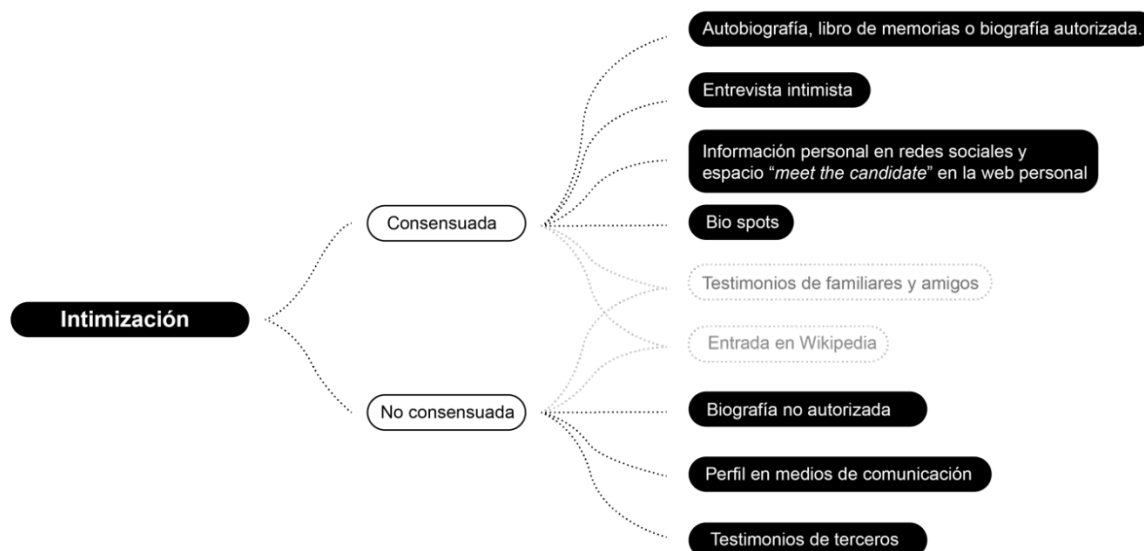 Autobiografía, libro de memorias o biografía autorizada.
Entrevista intimista
Información personal en redes sociales y
espacio “meet the candidate” en la web personal
Consensuada
Bio spots
Testimonios de familiares y amigos
Intimización
Entrada en Wikipedia
No consensuada
Biografía no autorizada
Perfil en medios de comunicación
Testimonios de terceros